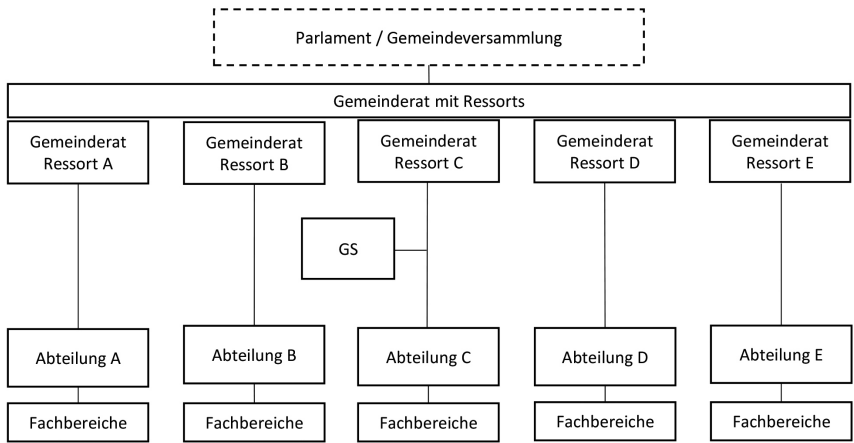 Parlament / Gemeindeversammlung
Gemeinderat mit Ressorts
Gemeinderat
Ressort A
Gemeinderat
Ressort B
Gemeinderat
Ressort C
Gemeinderat
Ressort D
Gemeinderat
Ressort E
GS
Abteilung A
Abteilung B
Abteilung C
Abteilung D
Abteilung E
Fachbereiche
Fachbereiche
Fachbereiche
Fachbereiche
Fachbereiche